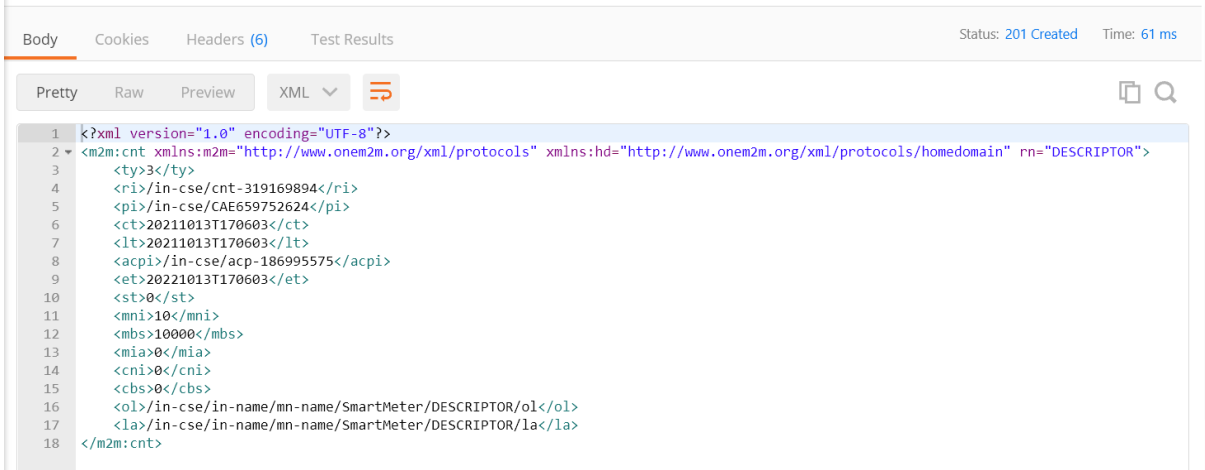 Body Cookies Headers (6) Test Results Status: 201 Created Time: 61 ms
Pretty Raw Preview XML
1 <?xml version="1.0" encoding="UTF-8"?>
2 <m2m:cnt xmlns:m2m="http://www.onem2m.org/xml/protocols" xmlns:hd="http://www.onem2m.org/xml/protocols/homedomain" rn="DESCRIPTOR">
3 <ty>3</ty>
4 <ri>/in-cse/cnt-319169894</ri>
5 <pi>/in-cse/CAE659752624</pi>
6 <ct>20211013T170603</ct>
7 <lt>20211013T170603</lt>
8 <acpi>/in-cse/acp-186995575</acpi>
9 <et>20221013T170603</et>
10 <st>0</st>
11 <mni>10</mni>
12 <mbs>10000</mbs>
13 <mia>0</mia>
14 <cni>0</cni>
15 <cbs>0</cbs>
16 <ol>/in-cse/in-name/mn-name/SmartMeter/DESCRIPTOR/ol</ol>
17 <la>/in-cse/in-name/mn-name/SmartMeter/DESCRIPTOR/la</la>
18 </m2m:cnt>